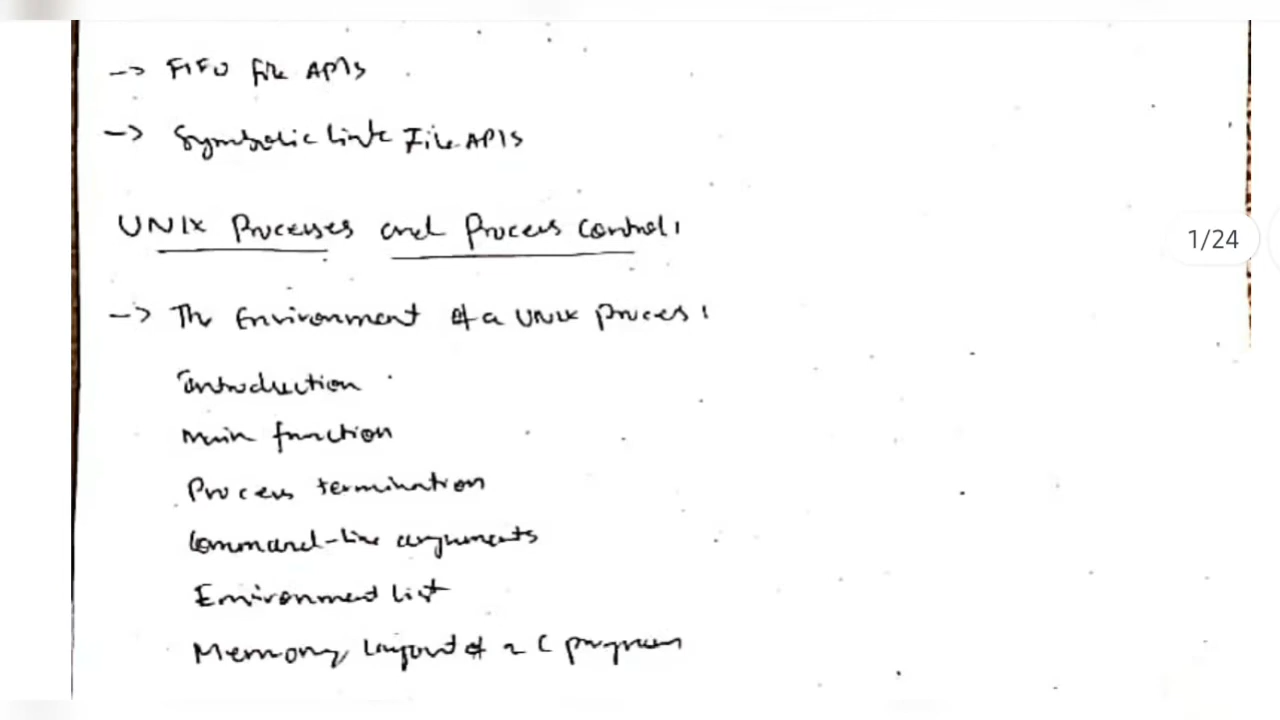 -> FIFO file APIs
-> Symbolic link File APIs
UNIX Processes and Process control:
1/24
-> The Environment of a UNIX process:
Introduction
Main function
Process termination
Command-line arguments
Environment list
Memory Layout of a C program